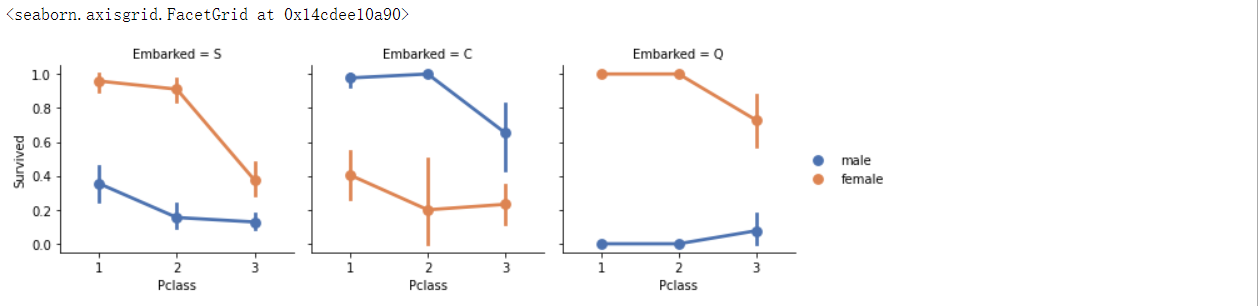 <seaborn.axisgrid.FacetGrid at 0x14cdee10a90>
Embarked = S
Embarked = C
Embarked = Q
Survived
1.0
0.8
0.6
0.4
0.2
0.0
1 2 3
1 2 3
1 2 3
Pclass
Pclass
Pclass
male
female